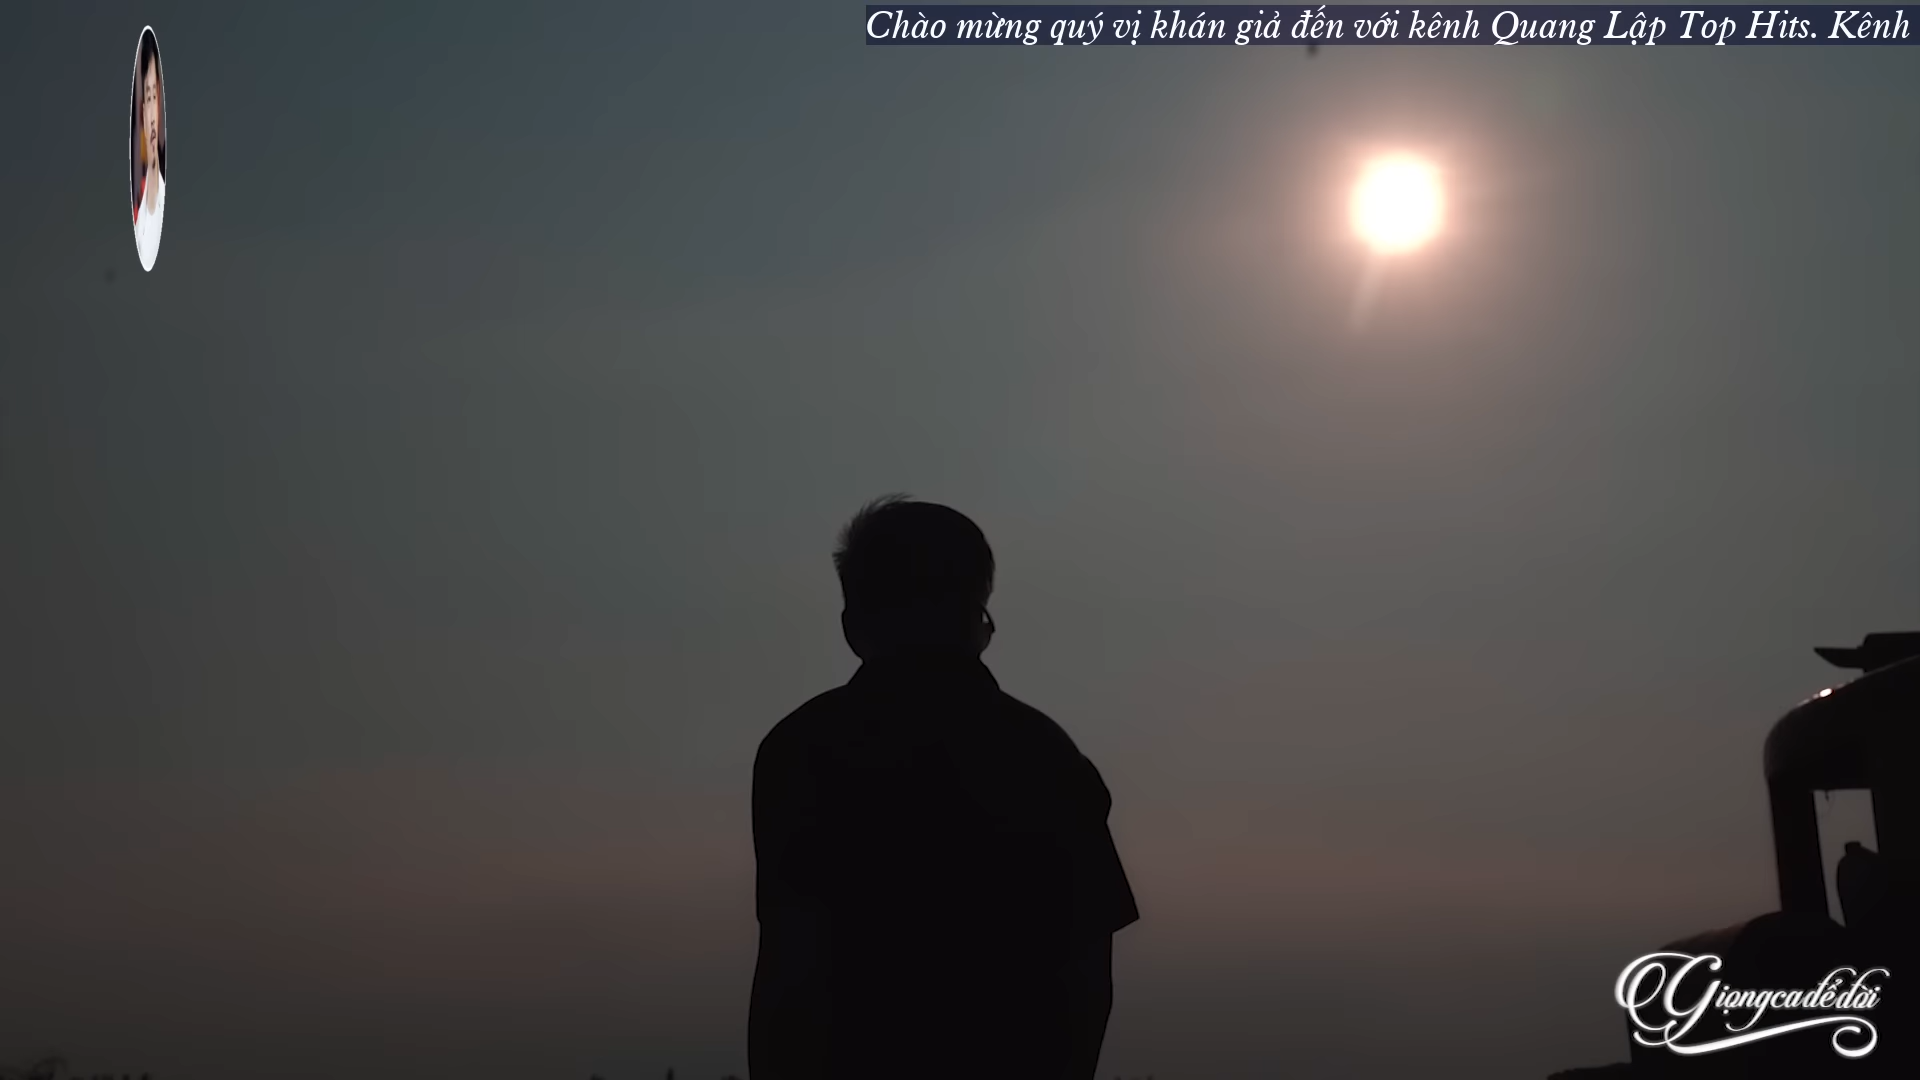 Chào mừng quý vị khán giả đến với kênh Quang Lập Top Hits. Kênh
Giọngcađểđời